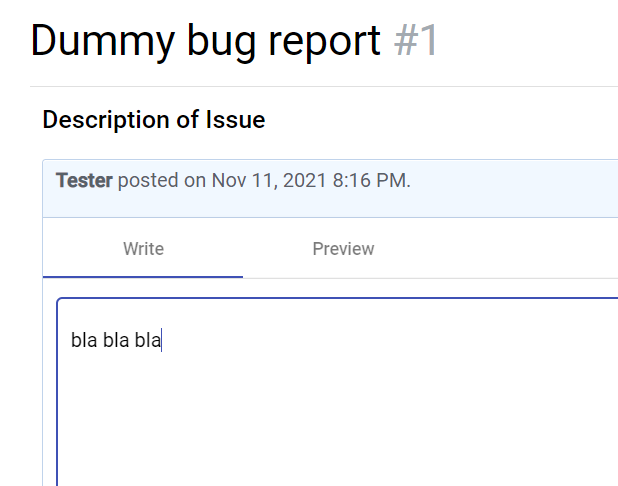 Dummy bug report #1
Description of Issue
Tester posted on Nov 11, 2021 8:16 PM.
Write Preview
bla bla bla